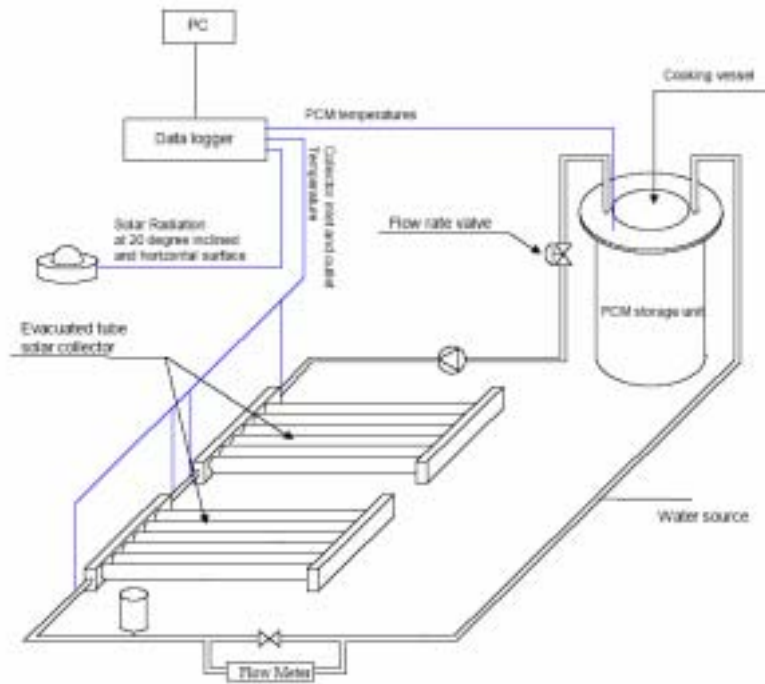 PC
Cooking vessel
PCM temperatures
Data logger
Collector inlet and outlet
Temperature
Solar Radiation
at 20 degree inclined
and horizontal surface
Flow rate valve
PCM storage unit
Evacuated tube
solar collector
Water source
Flow Meter